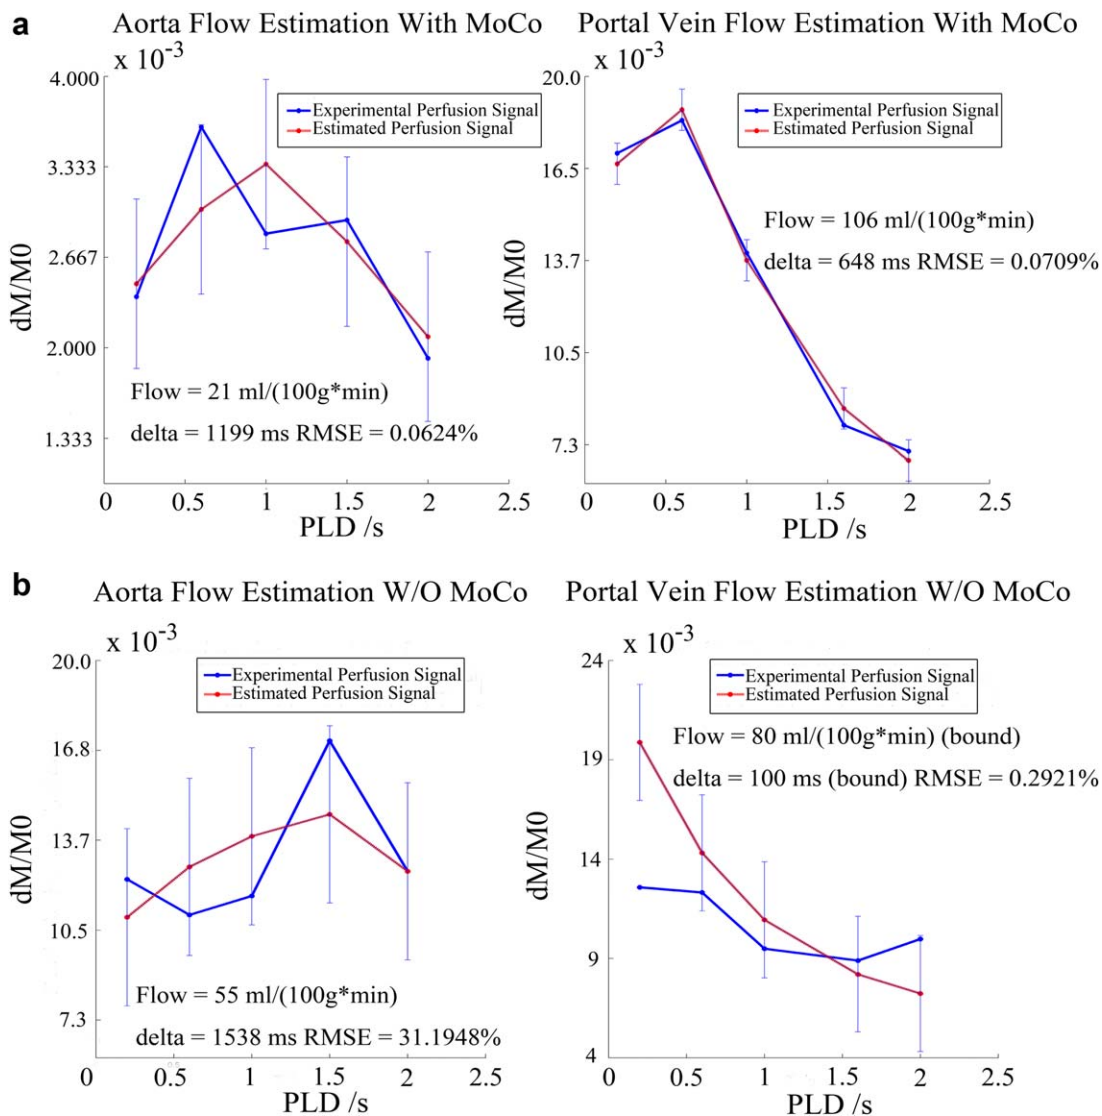 a
Aorta Flow Estimation With MoCo
x 10-3
4.000
3.333
2.667
2.000
1.333
dM/M0
Experimental Perfusion Signal
Estimated Perfusion Signal
Flow = 21 ml/(100g*min)
delta = 1199 ms RMSE = 0.0624%
0 0.5 1 1.5 2 2.5
PLD /s
Portal Vein Flow Estimation With MoCo
x 10-3
20.0
16.5
13.7
10.5
7.3
dM/M0
Experimental Perfusion Signal
Estimated Perfusion Signal
Flow = 106 ml/(100g*min)
delta = 648 ms RMSE = 0.0709%
0 0.5 1 1.5 2 2.5
PLD /s
b
Aorta Flow Estimation W/O MoCo
x 10-3
20.0
16.8
13.7
10.5
7.3
dM/M0
Experimental Perfusion Signal
Estimated Perfusion Signal
Flow = 55 ml/(100g*min)
delta = 1538 ms RMSE = 31.1948%
0 0.5 1 1.5 2 2.5
PLD /s
Portal Vein Flow Estimation W/O MoCo
x 10-3
24
19
14
9
4
dM/M0
Experimental Perfusion Signal
Estimated Perfusion Signal
Flow = 80 ml/(100g*min) (bound)
delta = 100 ms (bound) RMSE = 0.2921%
0 0.5 1 1.5 2 2.5
PLD /s